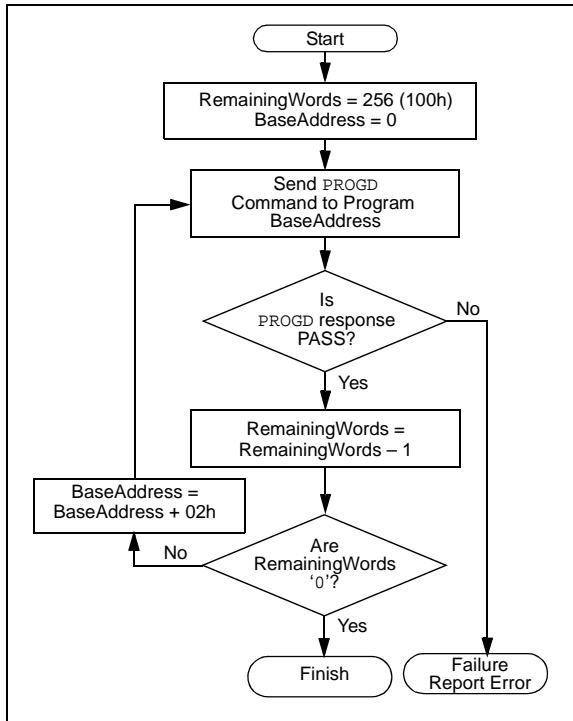 Start
RemainingWords = 256 (100h)
BaseAddress = 0
Send PROGD
Command to Program
BaseAddress
Is
PROGD response
PASS?
No
Yes
RemainingWords =
RemainingWords – 1
BaseAddress =
BaseAddress + 02h
No
Are
RemainingWords
‘0’?
Yes
Finish
Failure
Report Error